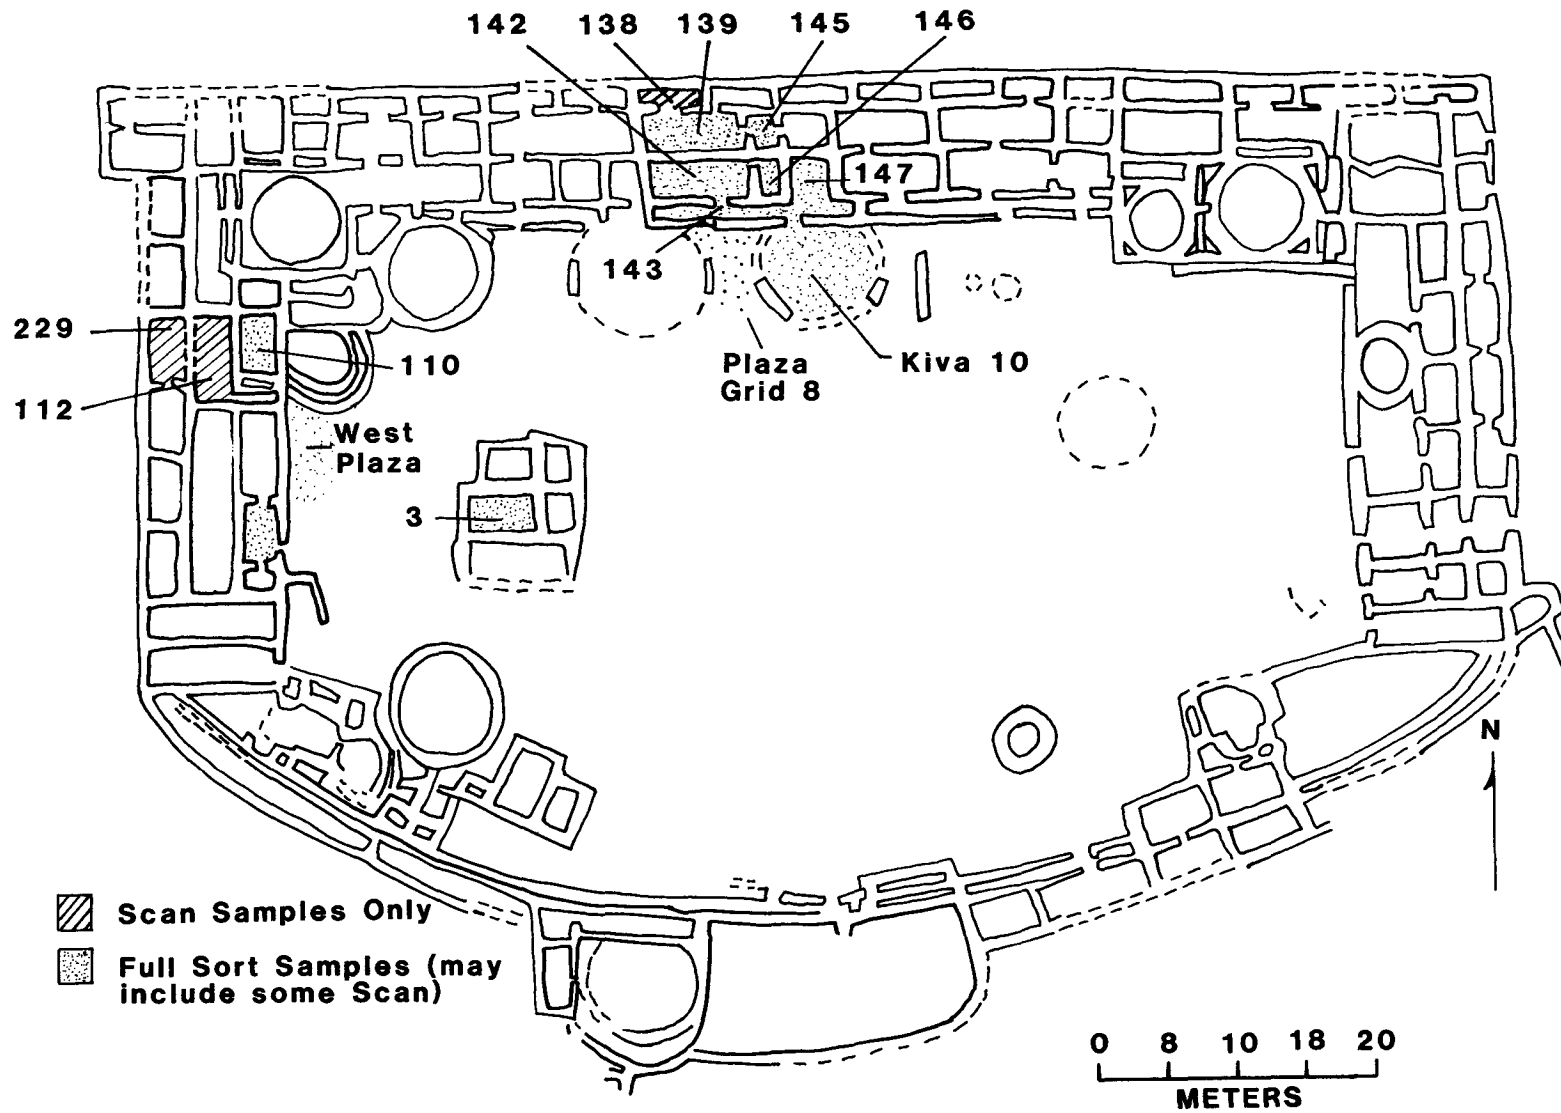 142 138 139 145 146
147
143
229
110
112
Plaza
Grid 8
Kiva 10
West
Plaza
3
N
Scan Samples Only
Full Sort Samples (may
include some Scan)
0 8 10 18 20
METERS